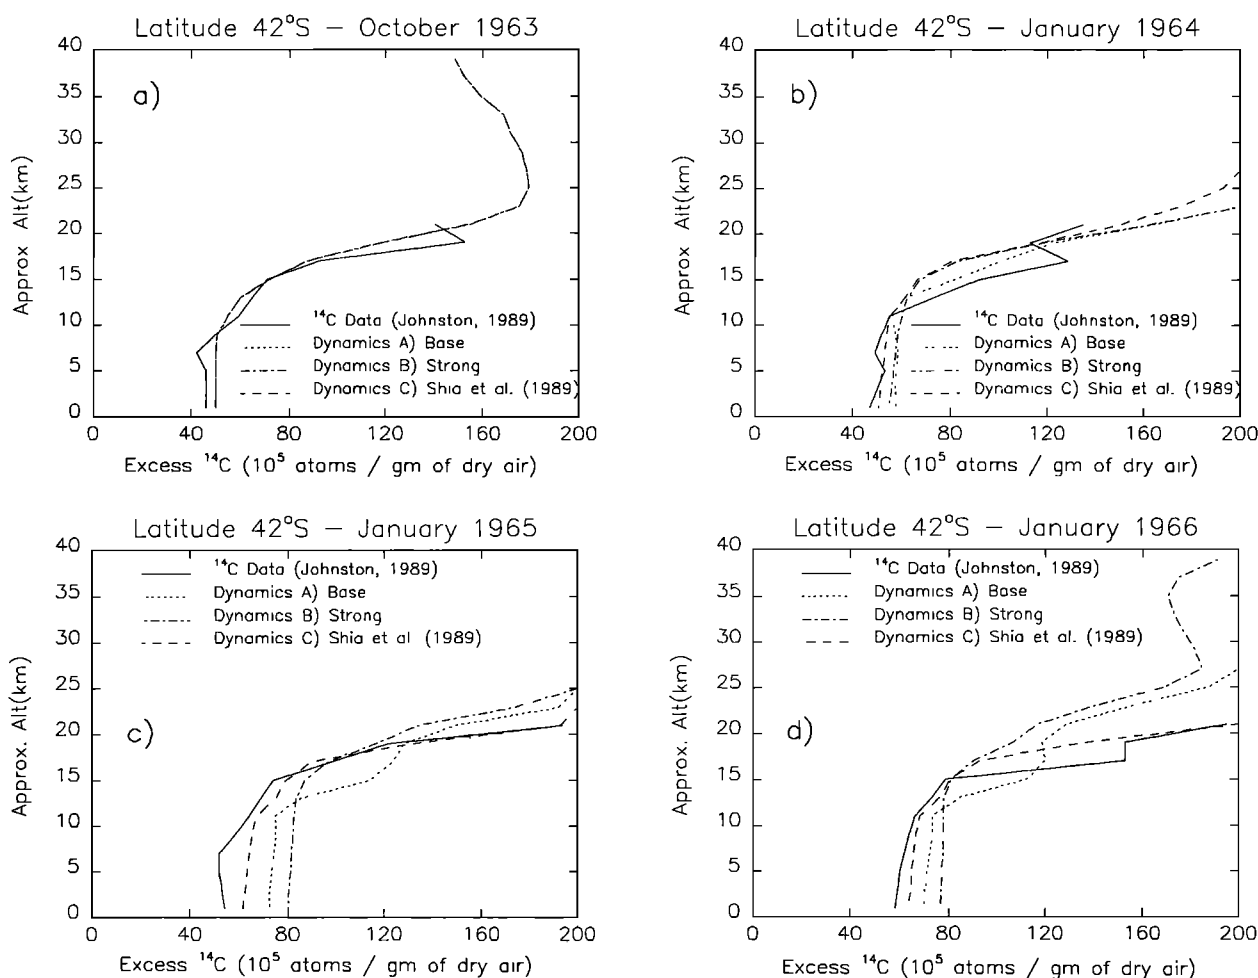 Latitude 42°S – October 1963
40
35
30
25
20
15
10
5
0
Approx Alt(km)
a)
¹⁴C Data (Johnston, 1989)
Dynamics A) Base
Dynamics B) Strong
Dynamics C) Shia et al. (1989)
0 40 80 120 160 200
Excess ¹⁴C (10⁵ atoms / gm of dry air)
Latitude 42°S – January 1964
40
35
30
25
20
15
10
5
0
Approx. Alt(km)
b)
¹⁴C Data (Johnston, 1989)
Dynamics A) Base
Dynamics B) Strong
Dynamics C) Shia et al. (1989)
0 40 80 120 160 200
Excess ¹⁴C (10⁵ atoms / gm of dry air)
Latitude 42°S – January 1965
40
35
30
25
20
15
10
5
0
Approx. Alt(km)
c)
¹⁴C Data (Johnston, 1989)
Dynamics A) Base
Dynamics B) Strong
Dynamics C) Shia et al (1989)
0 40 80 120 160 200
Excess ¹⁴C (10⁵ atoms / gm of dry air)
Latitude 42°S – January 1966
40
35
30
25
20
15
10
5
0
Approx. Alt(km)
d)
¹⁴C Data (Johnston, 1989)
Dynamics A) Base
Dynamics B) Strong
Dynamics C) Shia et al. (1989)
0 40 80 120 160 200
Excess ¹⁴C (10⁵ atoms / gm of dry air)